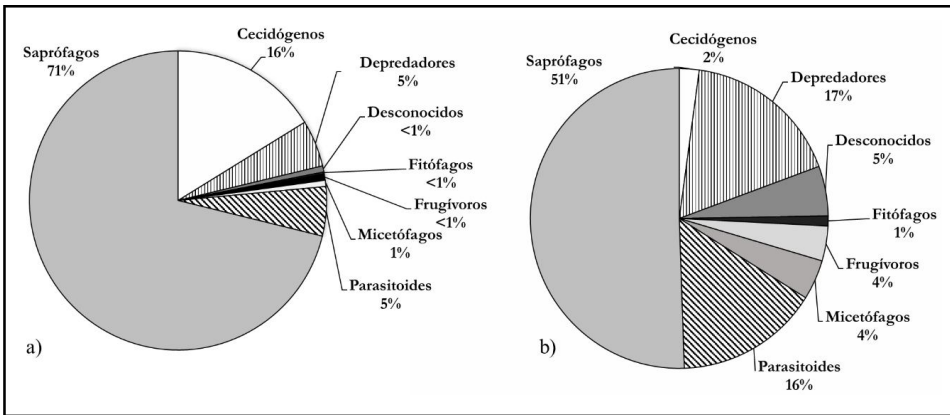 Cecidógenos
16%
Saprófagos
71%
Depredadores
5%
Desconocidos
<1%
Fitófagos
<1%
Frugívoros
<1%
Micetófagos
1%
Parasitoides
5%
a)
Cecidógenos
2%
Saprófagos
51%
Depredadores
17%
Desconocidos
5%
Fitófagos
1%
Frugívoros
4%
Micetófagos
4%
Parasitoides
16%
b)